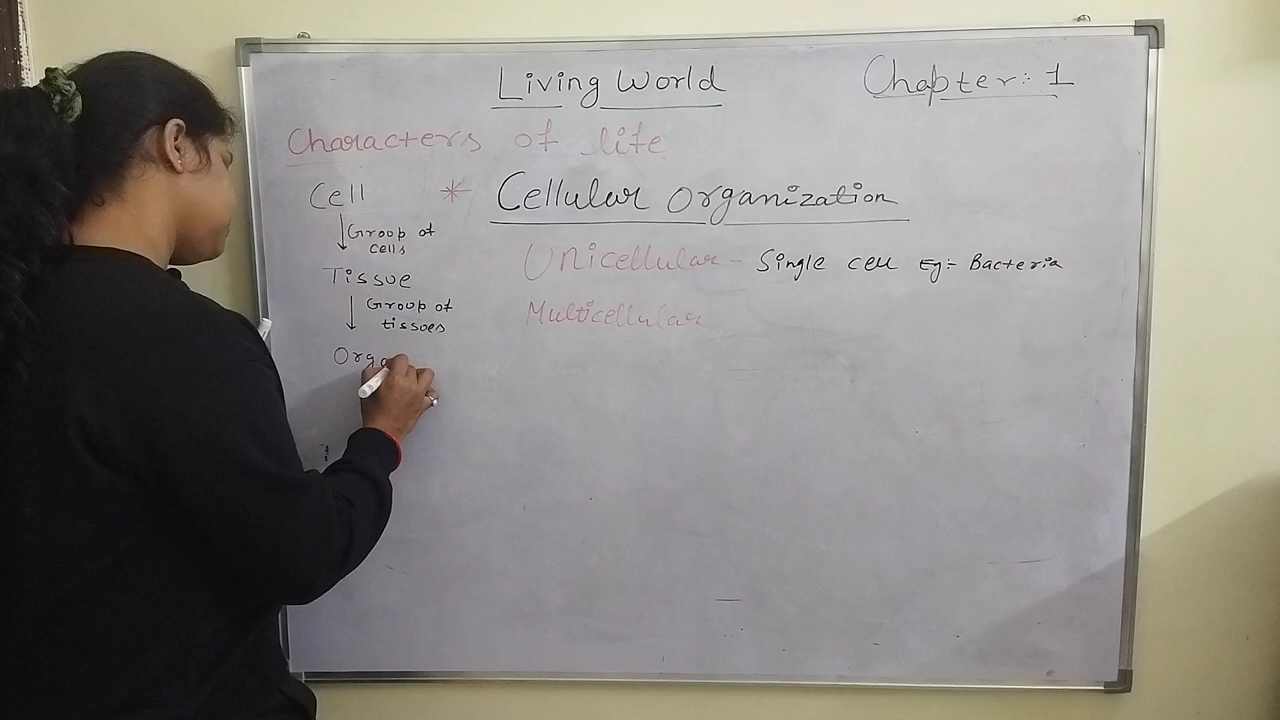 Living World
Chapter: 1
Characters of life
Cell
* Cellular Organization
Group of
cells
Unicellular - Single cell Eg:- Bacteria
Tissue
Group of
tissues
Multicellular
Orga